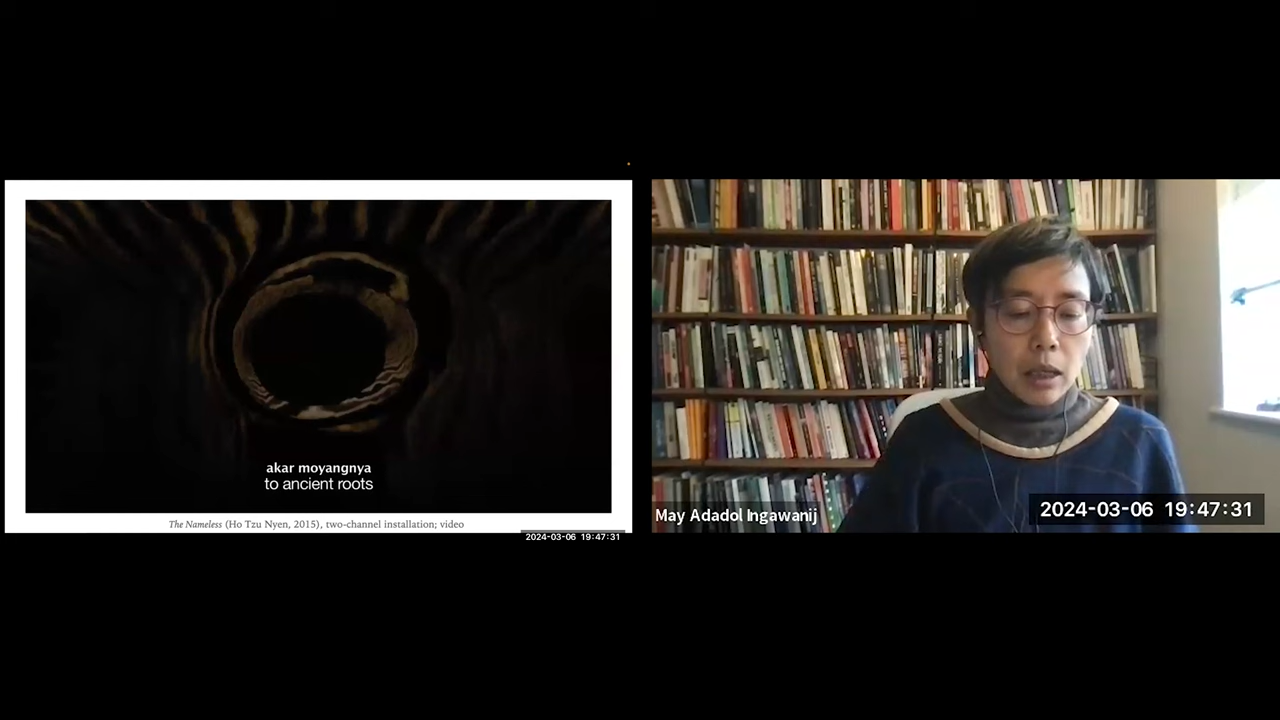 akar moyangnya
to ancient roots
The Nameless (Ho Tzu Nyen, 2015), two-channel installation; video
2024-03-06 19:47:31
May Adadol Ingawanij
2024-03-06 19:47:31